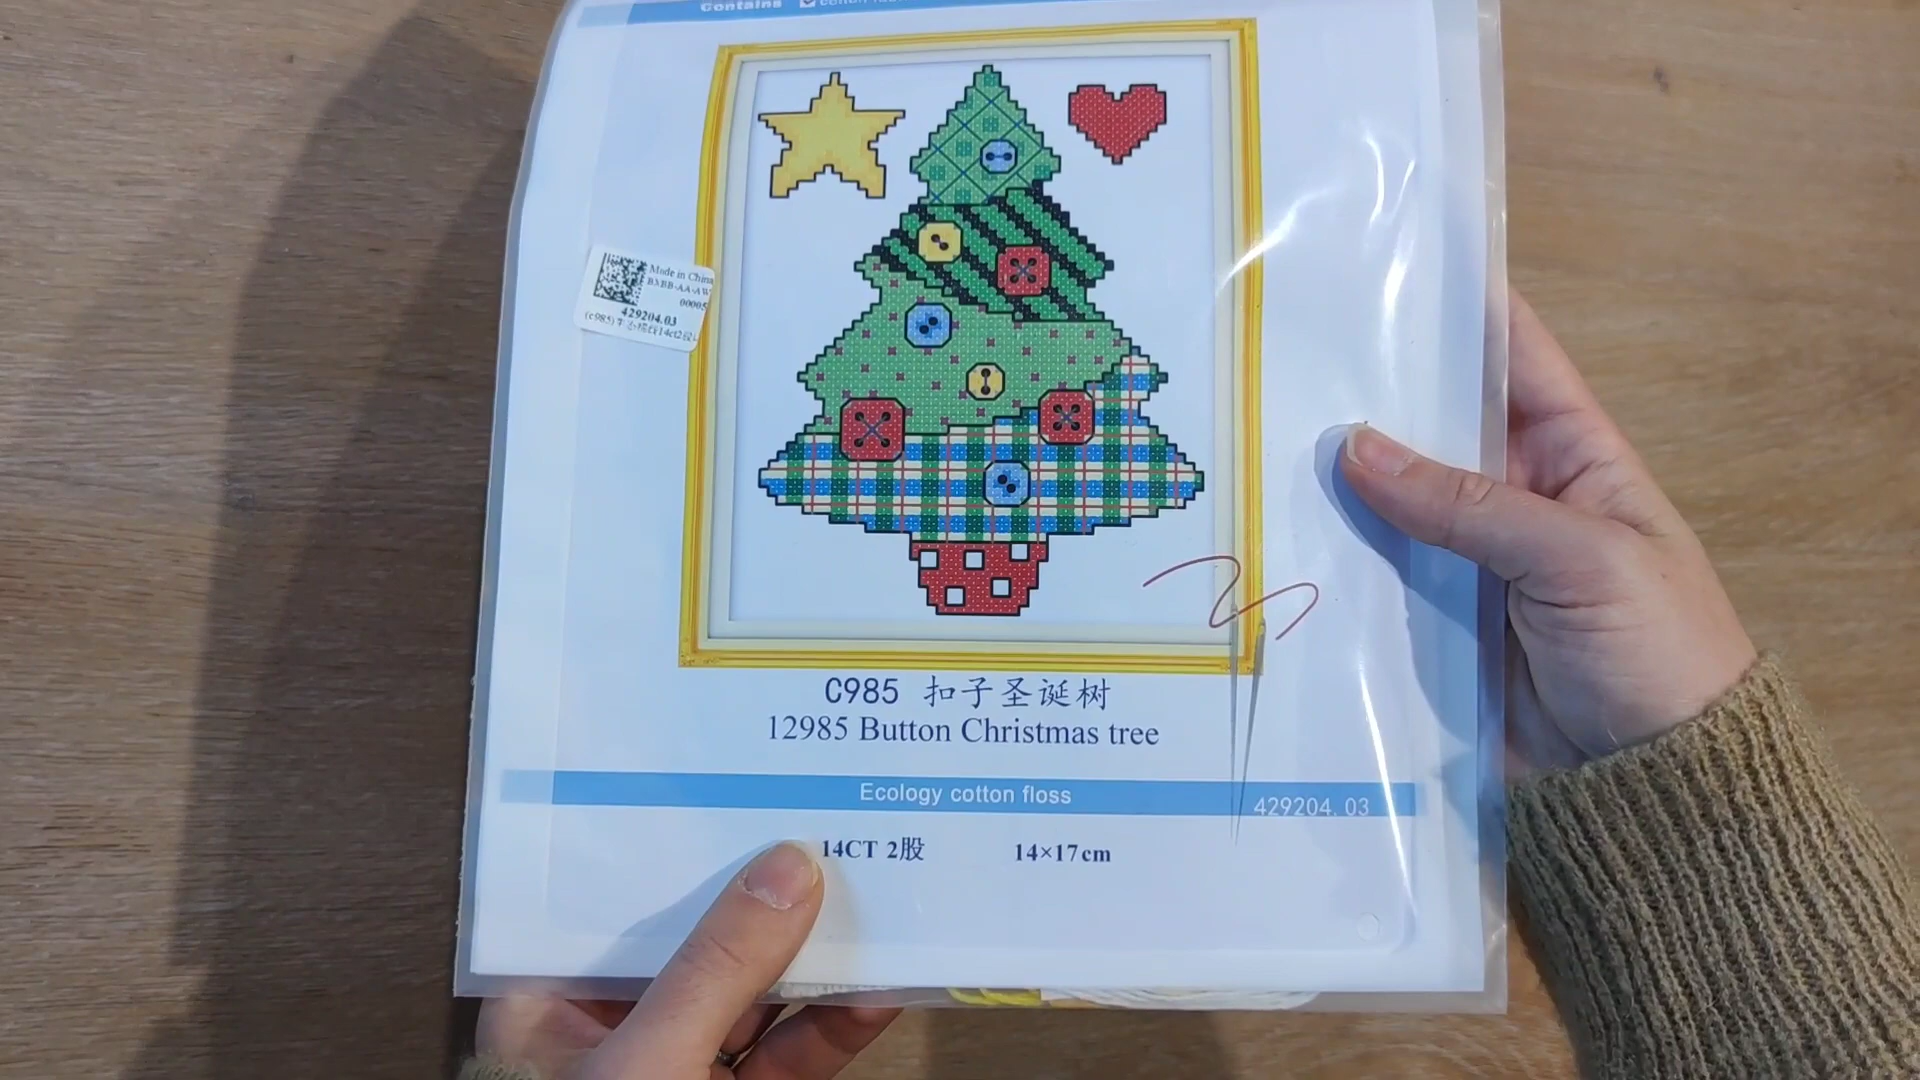 Contains
Made in China
429204.03
C985 扣子圣诞树
12985 Button Christmas tree
Ecology cotton floss
429204.03
14CT 2股
14×17cm